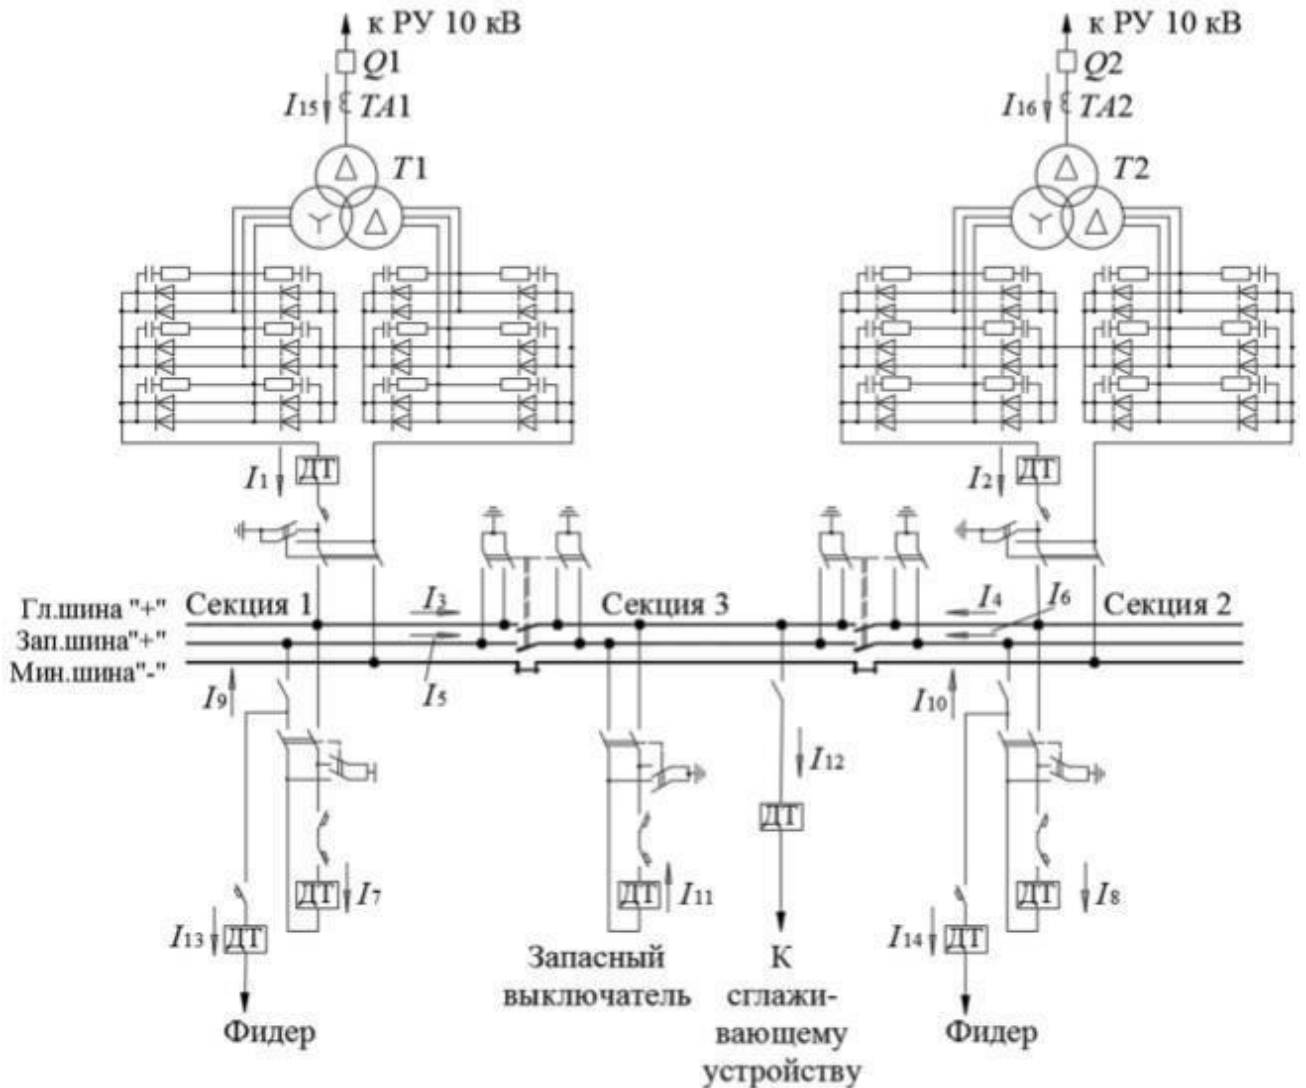 к РУ 10 кВ
к РУ 10 кВ
Q1
Q2
I15
TA1
I16
TA2
T1
T2
I1
ДТ
I2
ДТ
Гл.шина "+"
Секция 1
I3
Секция 3
I4
I6
Секция 2
Зап.шина"+"
Мин.шина"-"
I9
I5
I10
I12
ДТ
ДТ
I7
ДТ
I11
ДТ
I8
I13
ДТ
I14
ДТ
Запасный
выключатель
К
сглажи-
вающему
устройству
Фидер
Фидер